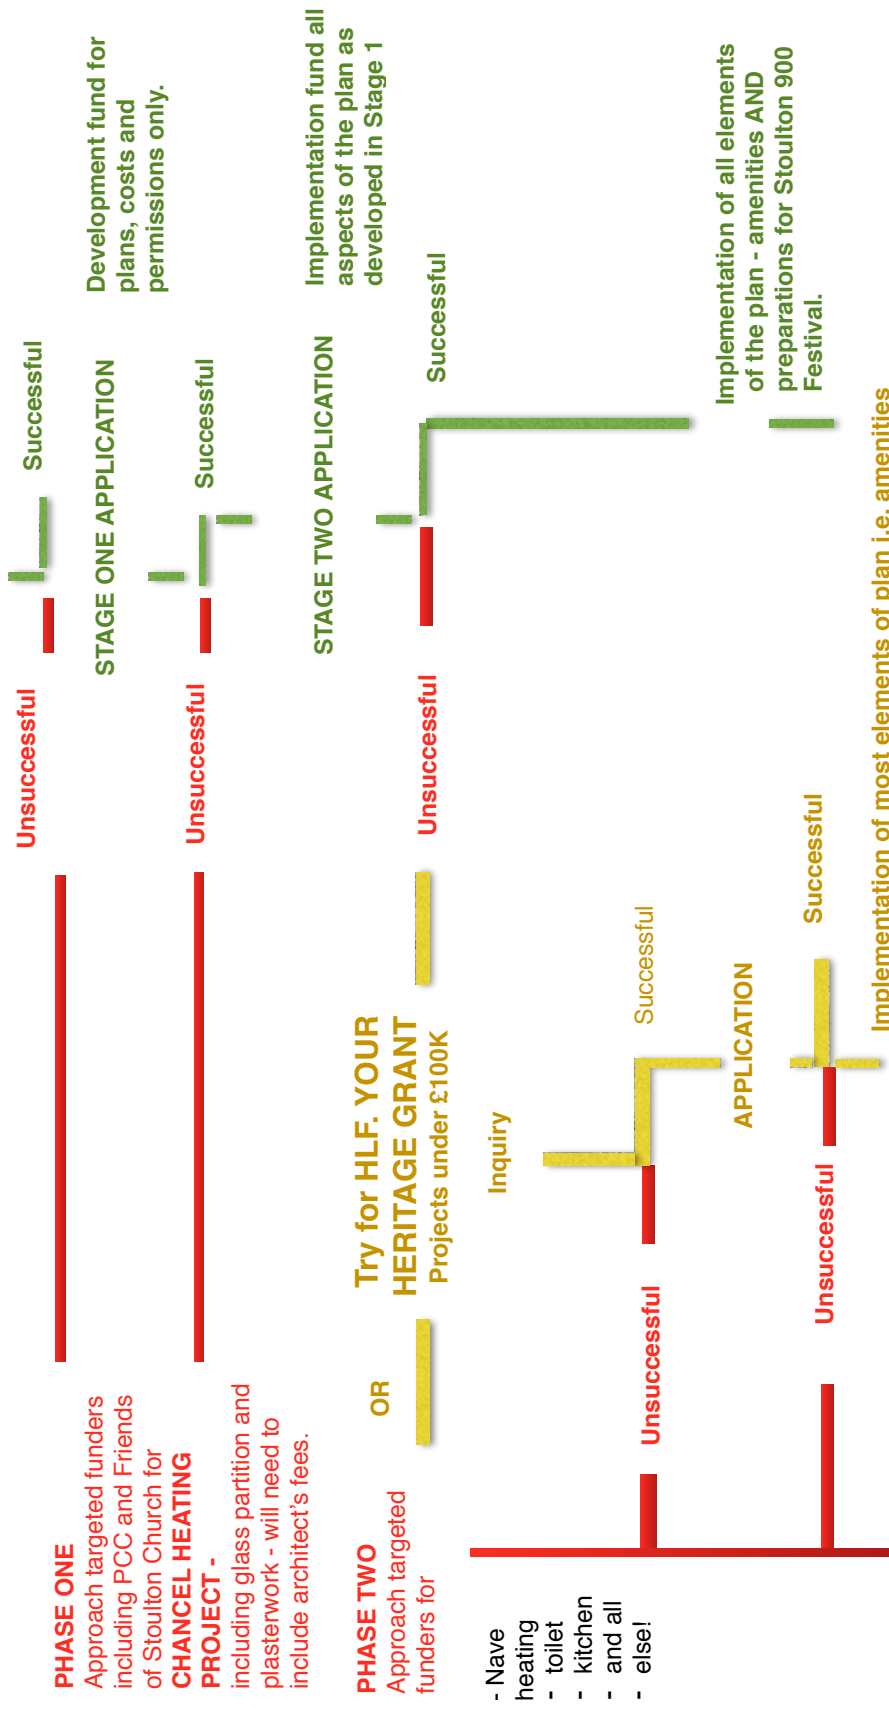 Successful
Unsuccessful
STAGE ONE APPLICATION
Development fund for
plans, costs and
permissions only.
Successful
Unsuccessful
PHASE ONE
Approach targeted funders
including PCC and Friends
of Stoulton Church for
CHANCEL HEATING
PROJECT -
including glass partition and
plasterwork - will need to
include architect's fees.
STAGE TWO APPLICATION
Implementation fund all
aspects of the plan as
developed in Stage 1
Successful
Unsuccessful
Try for HLF. YOUR
HERITAGE GRANT
Projects under £100K
OR
PHASE TWO
Approach targeted
funders for
- Nave
heating
- toilet
- kitchen
- and all
- else!
Inquiry
Successful
Unsuccessful
APPLICATION
Implementation of all elements
of the plan - amenities AND
preparations for Stoulton 900
Festival.
Successful
Unsuccessful
Implementation of most elements of plan i.e. amenities